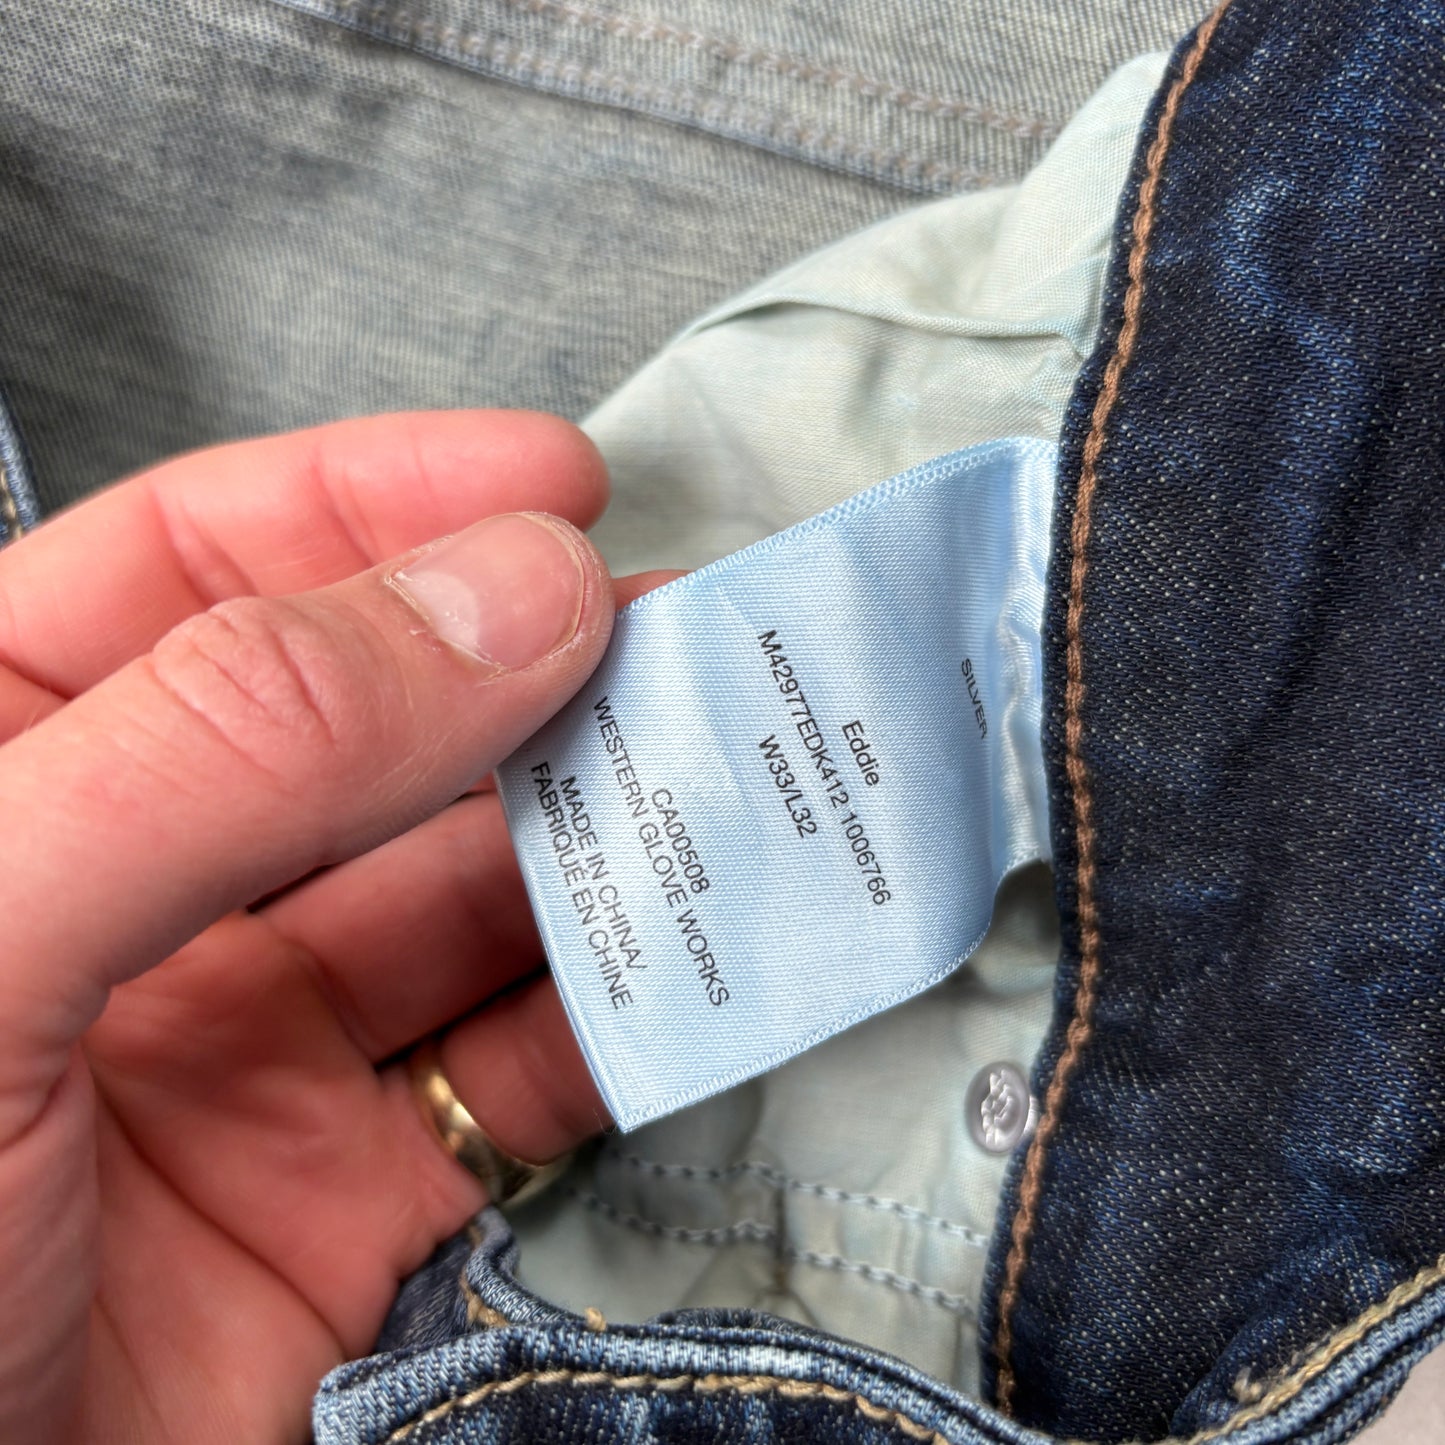 SILVER
Eddie
M42977EDK412 1006766
W33/L32
CA00508
WESTERN GLOVE WORKS
MADE IN CHINA/
FABRIQUÉ EN CHINE